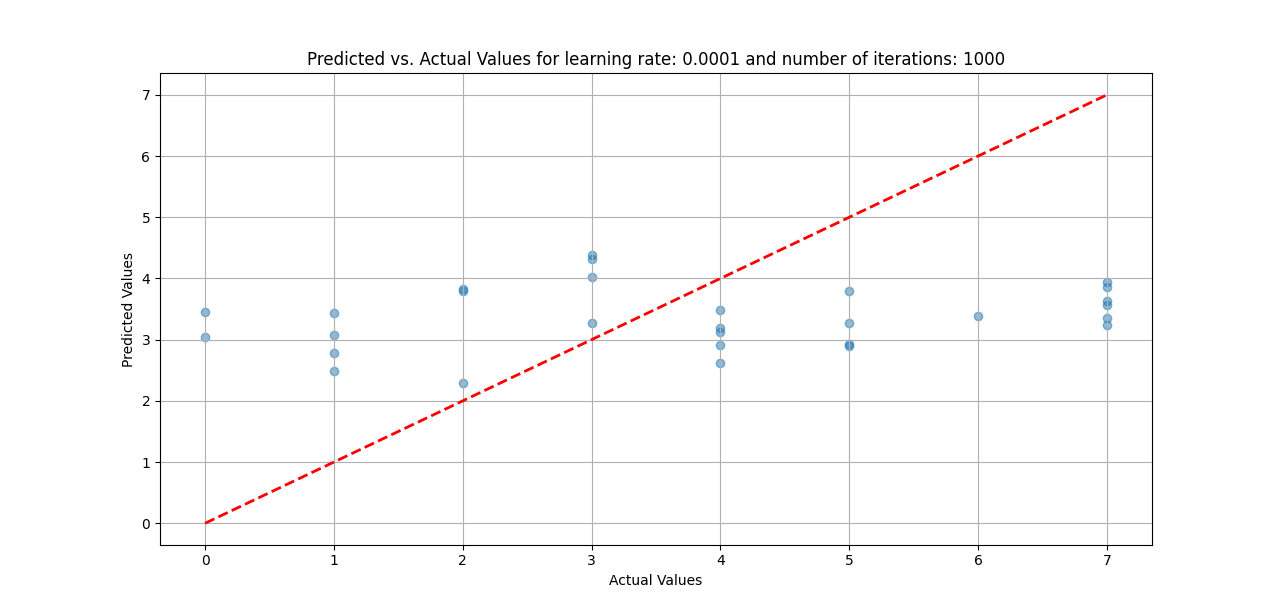 Predicted vs. Actual Values for learning rate: 0.0001 and number of iterations: 1000
Predicted Values
7
6
5
4
3
2
1
0
0 1 2 3 4 5 6 7
Actual Values